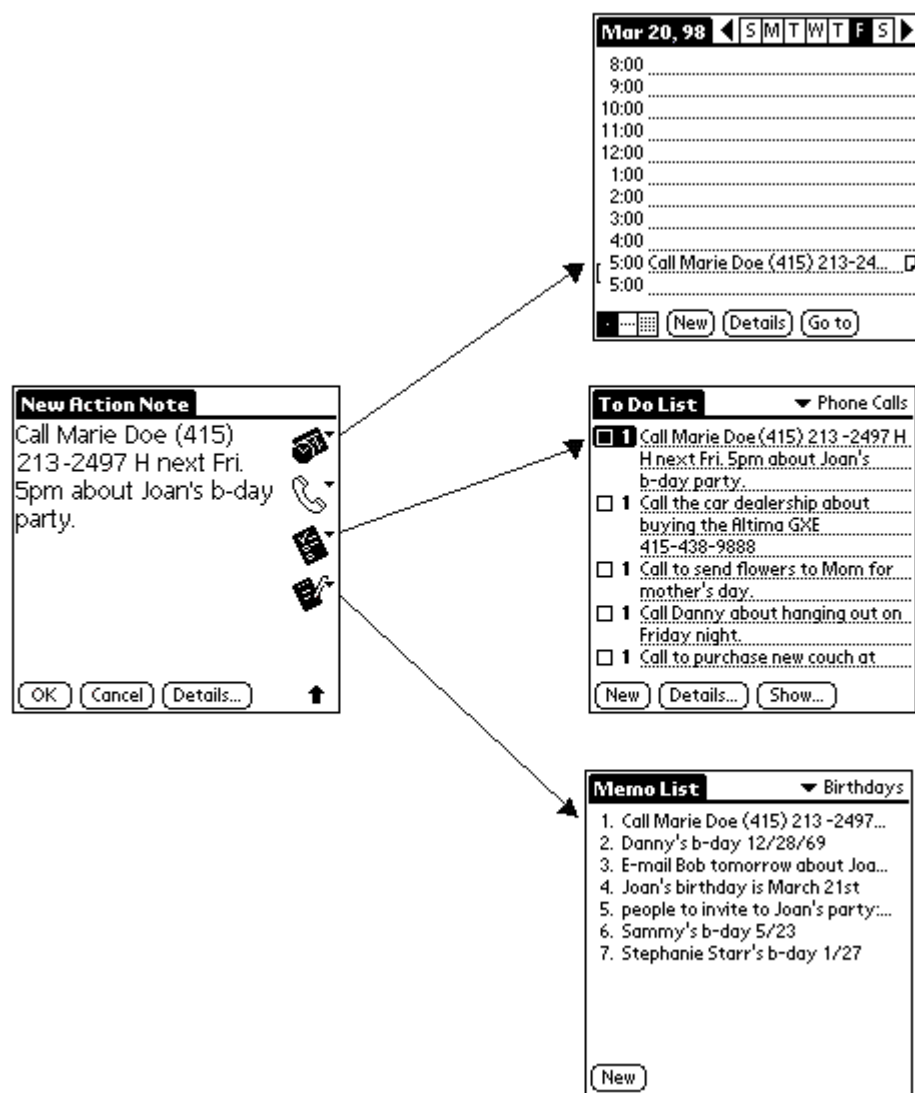 Mar 20, 98 S M T W T F S
8:00
9:00
10:00
11:00
12:00
1:00
2:00
3:00
4:00
5:00 Call Marie Doe (415) 213-24...
5:00
New Details Go to
New Action Note
Call Marie Doe (415)
213-2497 H next Fri.
5pm about Joan's b-day
party.
OK Cancel Details...
To Do List Phone Calls
1 Call Marie Doe (415) 213 -2497 H
H next Fri. 5pm about Joan's
b-day party.
1 Call the car dealership about
buying the Altima GXE
415-438-9888
1 Call to send flowers to Mom for
mother's day.
1 Call Danny about hanging out on
Friday night.
1 Call to purchase new couch at
New Details... Show...
Memo List Birthdays
1. Call Marie Doe (415) 213 -2497...
2. Danny's b-day 12/28/69
3. E-mail Bob tomorrow about Joa...
4. Joan's birthday is March 21st
5. people to invite to Joan's party:...
6. Sammy's b-day 5/23
7. Stephanie Starr's b-day 1/27
New